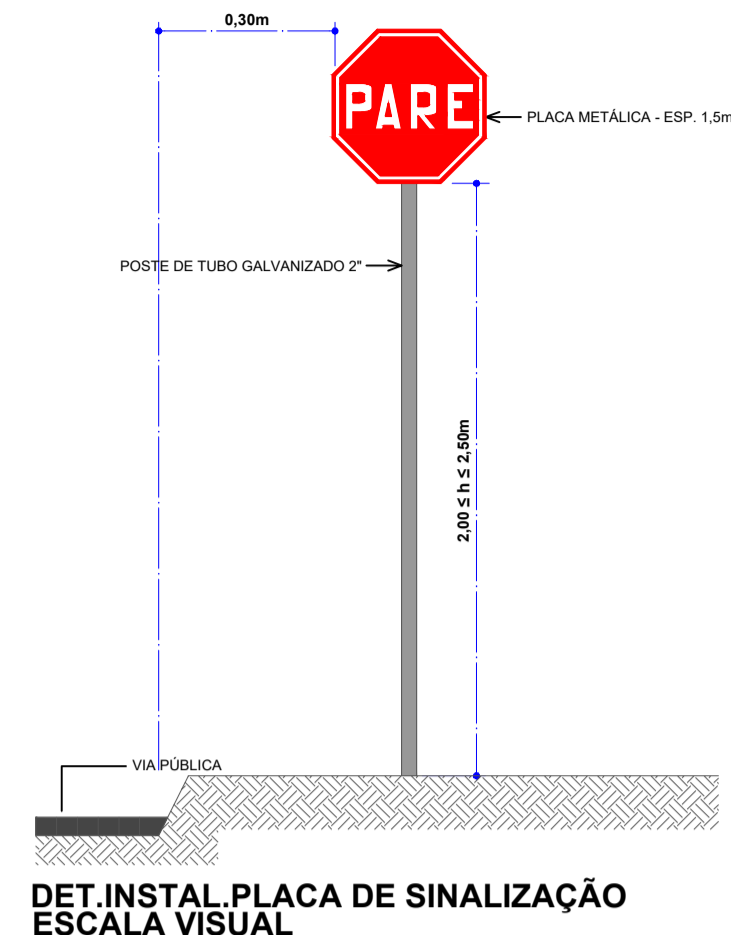 0,30m
PARE
PLACA METÁLICA - ESP. 1,5m
POSTE DE TUBO GALVANIZADO 2"
2,00 ≤ h ≤ 2,50m
VIA PÚBLICA
DET.INSTAL.PLACA DE SINALIZAÇÃO
ESCALA VISUAL